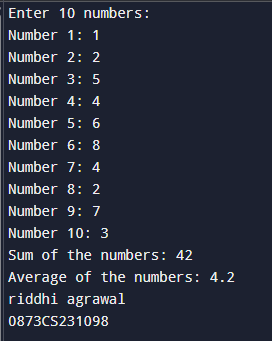 Enter 10 numbers:
Number 1: 1
Number 2: 2
Number 3: 5
Number 4: 4
Number 5: 6
Number 6: 8
Number 7: 4
Number 8: 2
Number 9: 7
Number 10: 3
Sum of the numbers: 42
Average of the numbers: 4.2
riddhi agrawal
0873CS231098